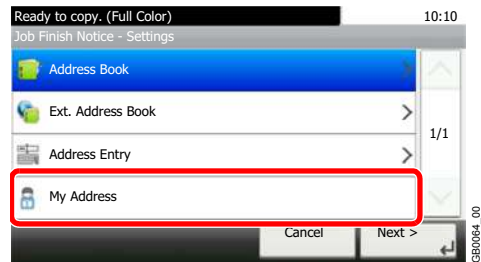 Ready to copy. (Full Color) 10:10
Job Finish Notice - Settings
Address Book
Ext. Address Book
1/1
Address Entry
My Address
Cancel Next >
GB0064_00